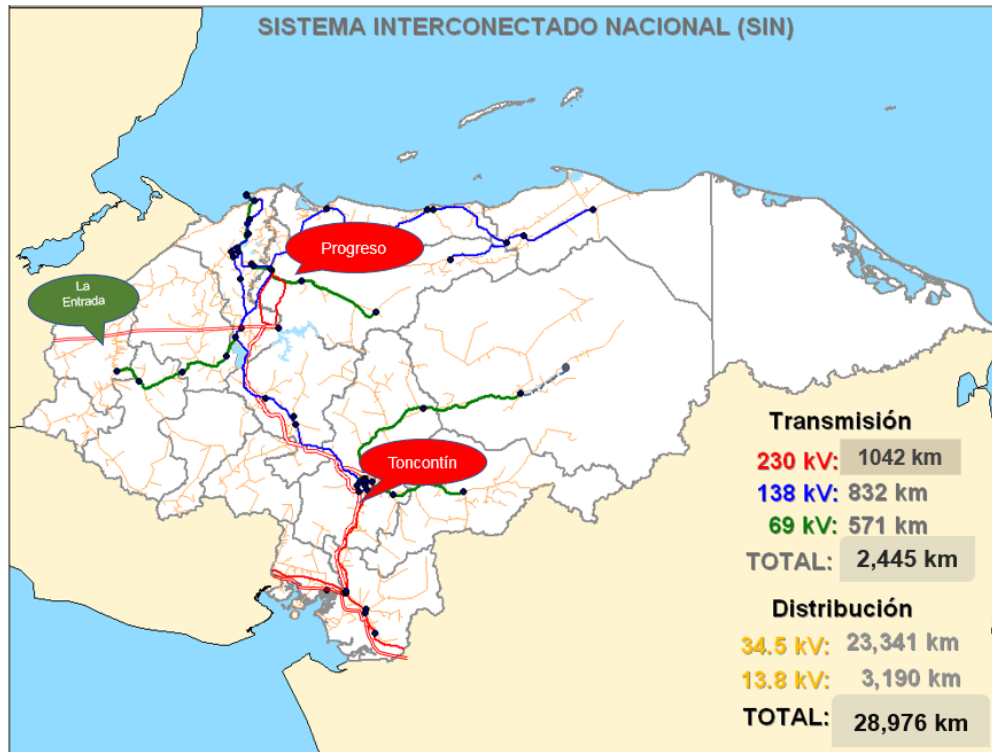 SISTEMA INTERCONECTADO NACIONAL (SIN)
Progreso
La
Entrada
Toncontín
Transmisión
230 kV: 1042 km
138 kV: 832 km
69 kV: 571 km
TOTAL: 2,445 km
Distribución
34.5 kV: 23,341 km
13.8 kV: 3,190 km
TOTAL: 28,976 km